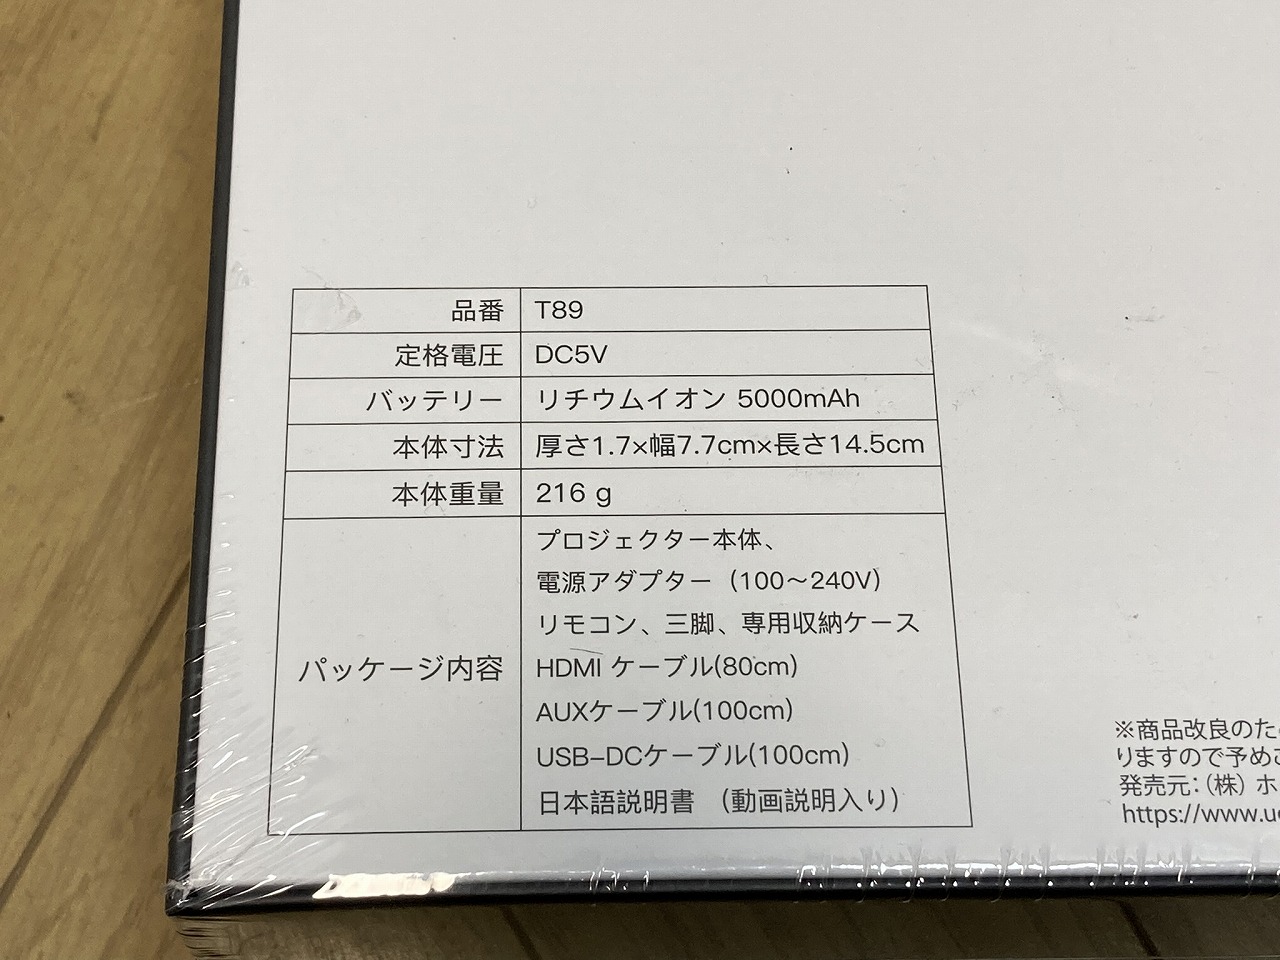 品番 T89
定格電圧 DC5V
バッテリー リチウムイオン 5000mAh
本体寸法 厚さ1.7×幅7.7cm×長さ14.5cm
本体重量 216 g
パッケージ内容 プロジェクター本体、
電源アダプター（100〜240V）
リモコン、三脚、専用収納ケース
HDMI ケーブル(80cm)
AUXケーブル(100cm)
USB–DCケーブル(100cm)
日本語説明書 （動画説明入り）
※商品改良のた
りますので予め
発売元：（株） ホ
https://www.u